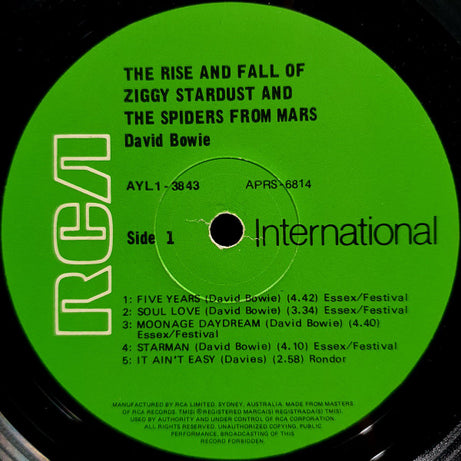 THE RISE AND FALL OF
ZIGGY STARDUST AND
THE SPIDERS FROM MARS
David Bowie
RCA
AYL1-3843 APRS-6814
Side 1
International
1: FIVE YEARS (David Bowie) (4.42) Essex/Festival
2: SOUL LOVE (David Bowie) (3.34) Essex/Festival
3: MOONAGE DAYDREAM (David Bowie) (4.40)
Essex/Festival
4: STARMAN (David Bowie) (4.10) Essex/Festival
5: IT AIN'T EASY (Davies) (2.58) Rondor
MANUFACTURED BY RCA LIMITED, SYDNEY, AUSTRALIA. MADE FROM MASTERS
OF RCA RECORDS. TM(S) ®REGISTERED MARCA(S) REGISTRADA(S) TM(S).
USED BY AUTHORITY AND UNDER CONTROL OF RCA CORPORATION.
ALL RIGHTS RESERVED. UNAUTHORIZED COPYING, PUBLIC
PERFORMANCE, BROADCASTING OF THIS
RECORD FORBIDDEN.